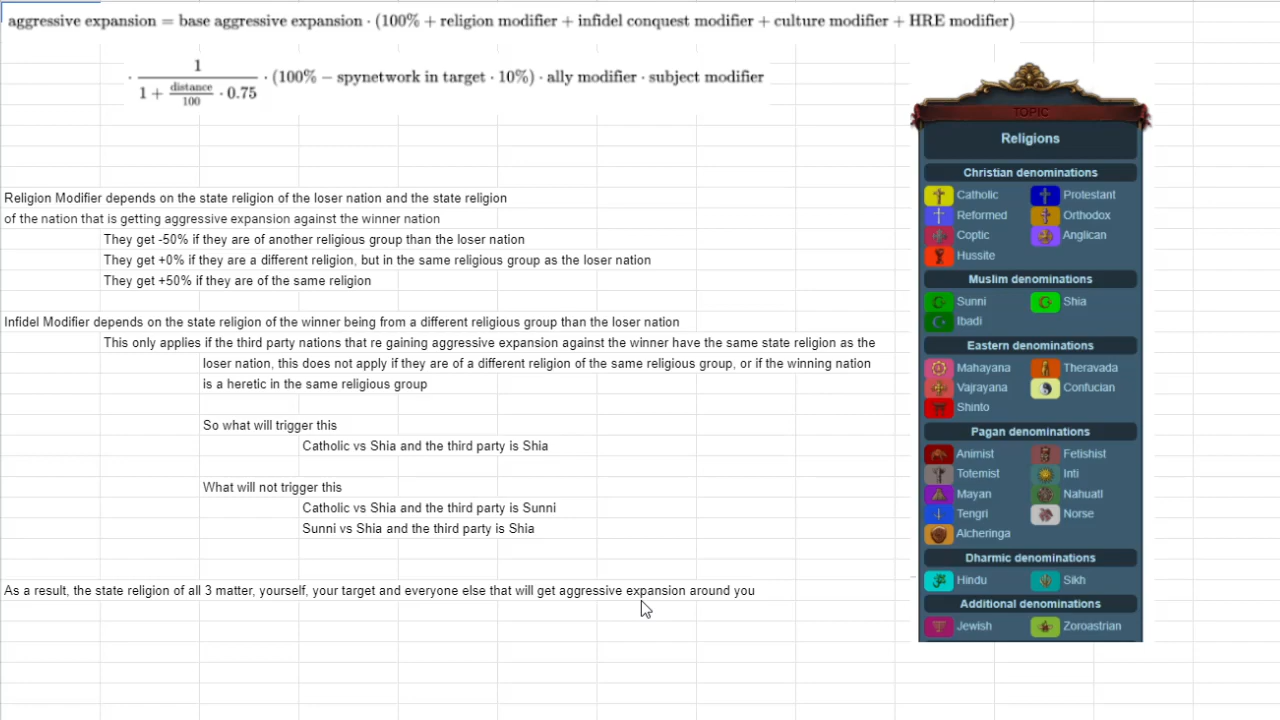 aggressive expansion = base aggressive expansion · (100% + religion modifier + infidel conquest modifier + culture modifier + HRE modifier)
· 1 / (1 + distance/100 · 0.75) · (100% − spynetwork in target · 10%) · ally modifier · subject modifier
Religion Modifier depends on the state religion of the loser nation and the state religion
of the nation that is getting aggressive expansion against the winner nation
They get -50% if they are of another religious group than the loser nation
They get +0% if they are a different religion, but in the same religious group as the loser nation
They get +50% if they are of the same religion
Infidel Modifier depends on the state religion of the winner being from a different religious group than the loser nation
This only applies if the third party nations that re gaining aggressive expansion against the winner have the same state religion as the
loser nation, this does not apply if they are of a different religion of the same religious group, or if the winning nation
is a heretic in the same religious group
So what will trigger this
Catholic vs Shia and the third party is Shia
What will not trigger this
Catholic vs Shia and the third party is Sunni
Sunni vs Shia and the third party is Shia
As a result, the state religion of all 3 matter, yourself, your target and everyone else that will get aggressive expansion around you
TOPIC
Religions
Christian denominations
Catholic Protestant
Reformed Orthodox
Coptic Anglican
Hussite
Muslim denominations
Sunni Shia
Ibadi
Eastern denominations
Mahayana Theravada
Vajrayana Confucian
Shinto
Pagan denominations
Animist Fetishist
Totemist Inti
Mayan Nahuatl
Tengri Norse
Alcheringa
Dharmic denominations
Hindu Sikh
Additional denominations
Jewish Zoroastrian